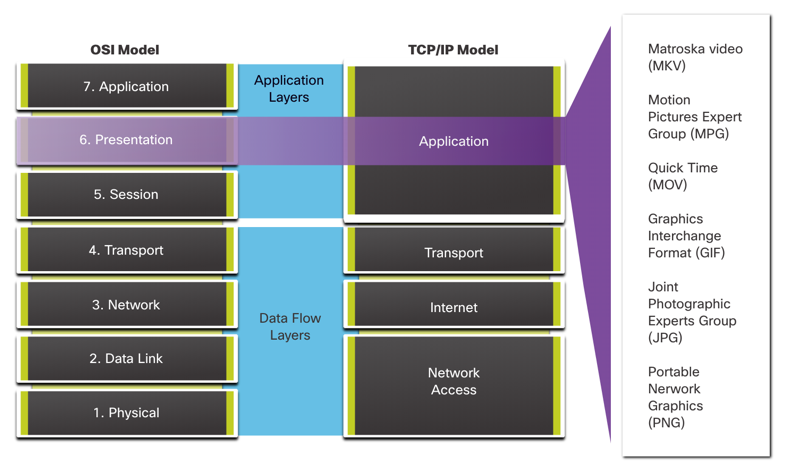 OSI Model
TCP/IP Model
7. Application
6. Presentation
5. Session
4. Transport
3. Network
2. Data Link
1. Physical
Application
Layers
Data Flow
Layers
Application
Transport
Internet
Network
Access
Matroska video
(MKV)
Motion
Pictures Expert
Group (MPG)
Quick Time
(MOV)
Graphics
Interchange
Format (GIF)
Joint
Photographic
Experts Group
(JPG)
Portable
Nerwork
Graphics
(PNG)